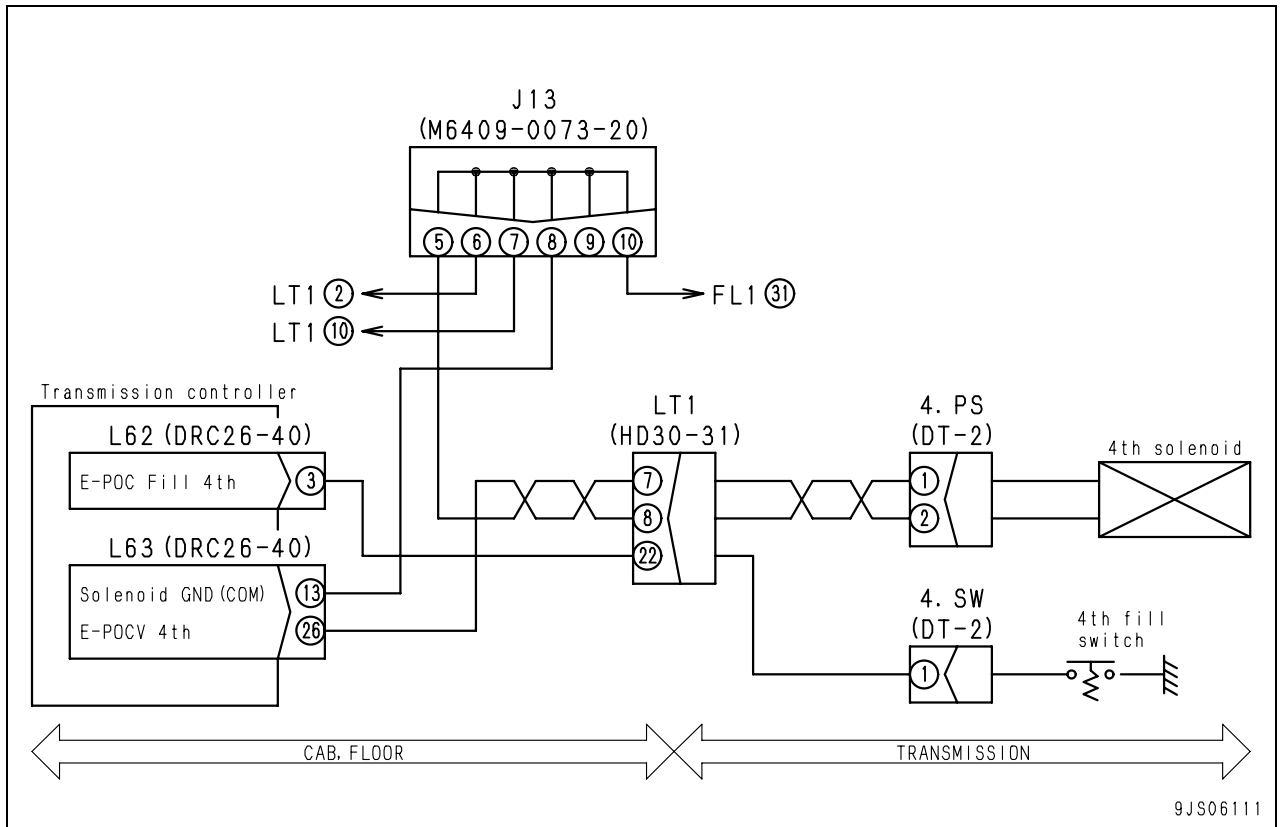 J13
(M6409-0073-20)
5 6 7 8 9 10
LT1 2
FL1 31
LT1 10
Transmission controller
L62 (DRC26-40)
E-POC Fill 4th 3
L63 (DRC26-40)
Solenoid GND (COM) 13
E-POCV 4th 26
LT1
(HD30-31)
7
8
22
4. PS
(DT-2)
1
2
4th solenoid
4. SW
(DT-2)
1
4th fill
switch
CAB, FLOOR
TRANSMISSION
9JS06111